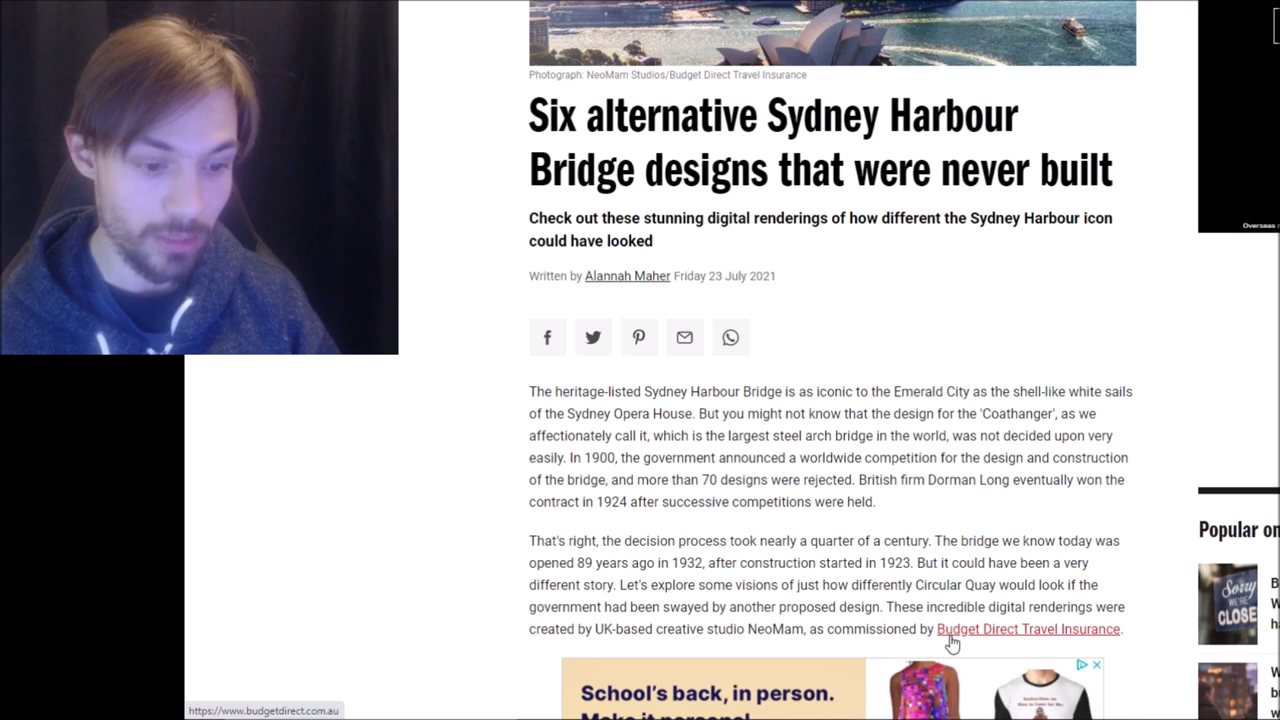 Photograph: NeoMam Studios/Budget Direct Travel Insurance
Six alternative Sydney Harbour
Bridge designs that were never built
Check out these stunning digital renderings of how different the Sydney Harbour icon
could have looked
Written by Alannah Maher Friday 23 July 2021
The heritage-listed Sydney Harbour Bridge is as iconic to the Emerald City as the shell-like white sails
of the Sydney Opera House. But you might not know that the design for the 'Coathanger', as we
affectionately call it, which is the largest steel arch bridge in the world, was not decided upon very
easily. In 1900, the government announced a worldwide competition for the design and construction
of the bridge, and more than 70 designs were rejected. British firm Dorman Long eventually won the
contract in 1924 after successive competitions were held.
That's right, the decision process took nearly a quarter of a century. The bridge we know today was
opened 89 years ago in 1932, after construction started in 1923. But it could have been a very
different story. Let's explore some visions of just how differently Circular Quay would look if the
government had been swayed by another proposed design. These incredible digital renderings were
created by UK-based creative studio NeoMam, as commissioned by Budget Direct Travel Insurance.
School's back, in person.
Make it personal
https://www.budgetdirect.com.au
Overseas
Popular on
Sorry
WE'RE
CLOSE